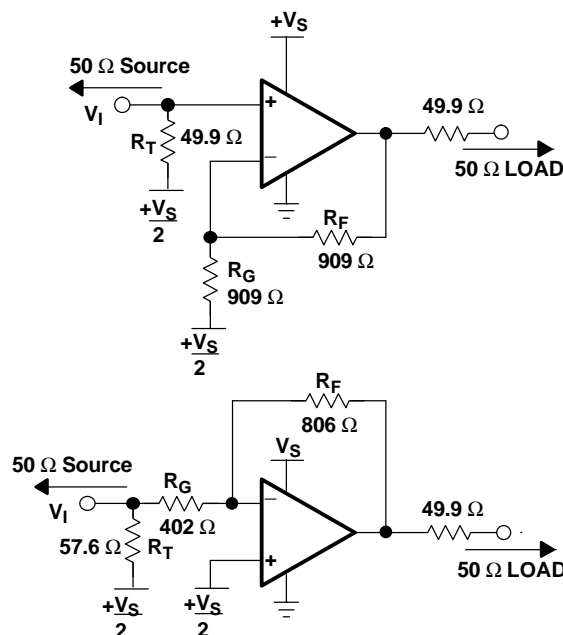 +VS
50 Ω Source
VI
+
49.9 Ω
RT
49.9 Ω
−
50 Ω LOAD
+VS
2
RF
909 Ω
RG
909 Ω
+VS
2
RF
806 Ω
VS
50 Ω Source
RG
VI
−
49.9 Ω
402 Ω
57.6 Ω
RT
+
50 Ω LOAD
+VS
2
+VS
2